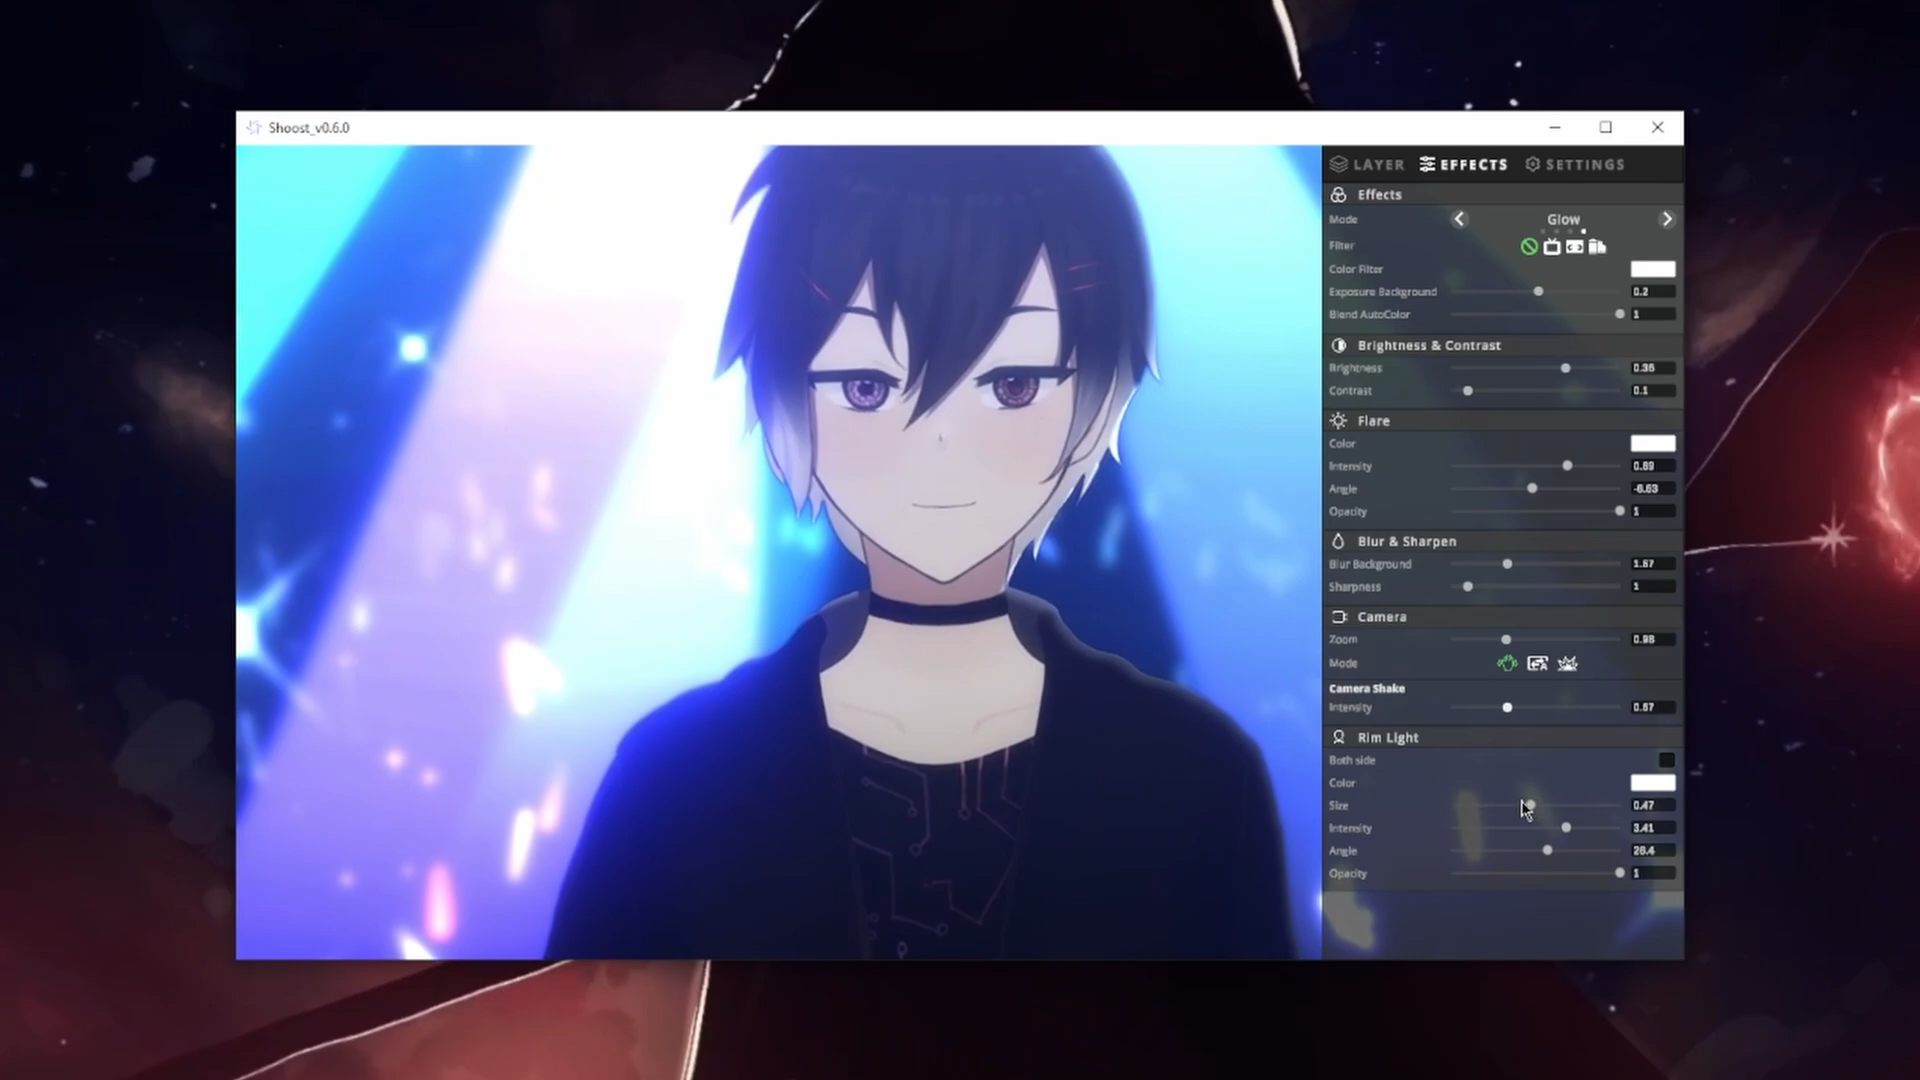 Shoost_v0.6.0
LAYER EFFECTS SETTINGS
Effects
Mode Glow
Filter
Color Filter
Exposure Background 0.2
Blend AutoColor 1
Brightness & Contrast
Brightness 0.36
Contrast 0.1
Flare
Color
Intensity 0.69
Angle -6.63
Opacity 1
Blur & Sharpen
Blur Background 1.67
Sharpness 1
Camera
Zoom 0.98
Mode
Camera Shake
Intensity 0.67
Rim Light
Both side
Color
Size 0.47
Intensity 3.41
Angle 26.4
Opacity 1